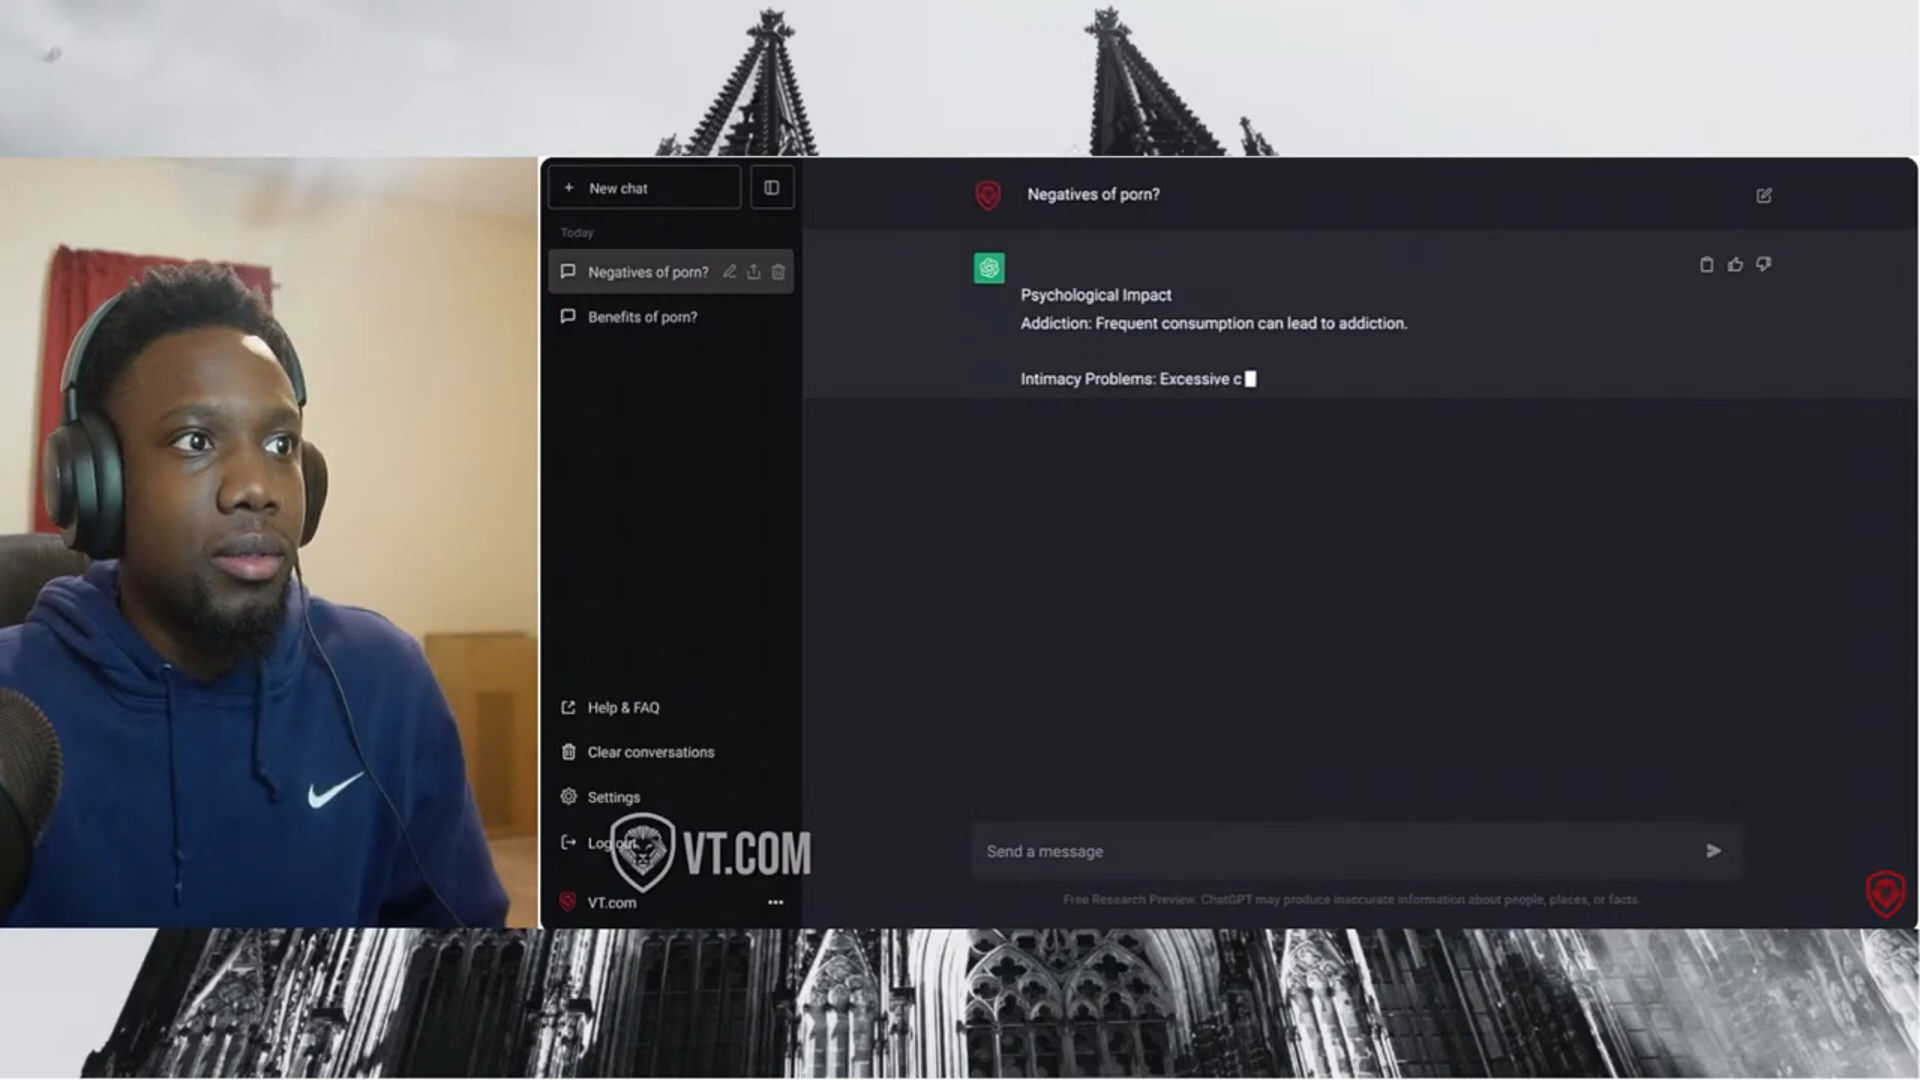 New chat
Today
Negatives of porn?
Benefits of porn?
Help & FAQ
Clear conversations
Settings
Log out
VT.COM
VT.com
Negatives of porn?
Psychological Impact
Addiction: Frequent consumption can lead to addiction.
Intimacy Problems: Excessive c
Send a message
Free Research Preview. ChatGPT may produce inaccurate information about people, places, or facts.